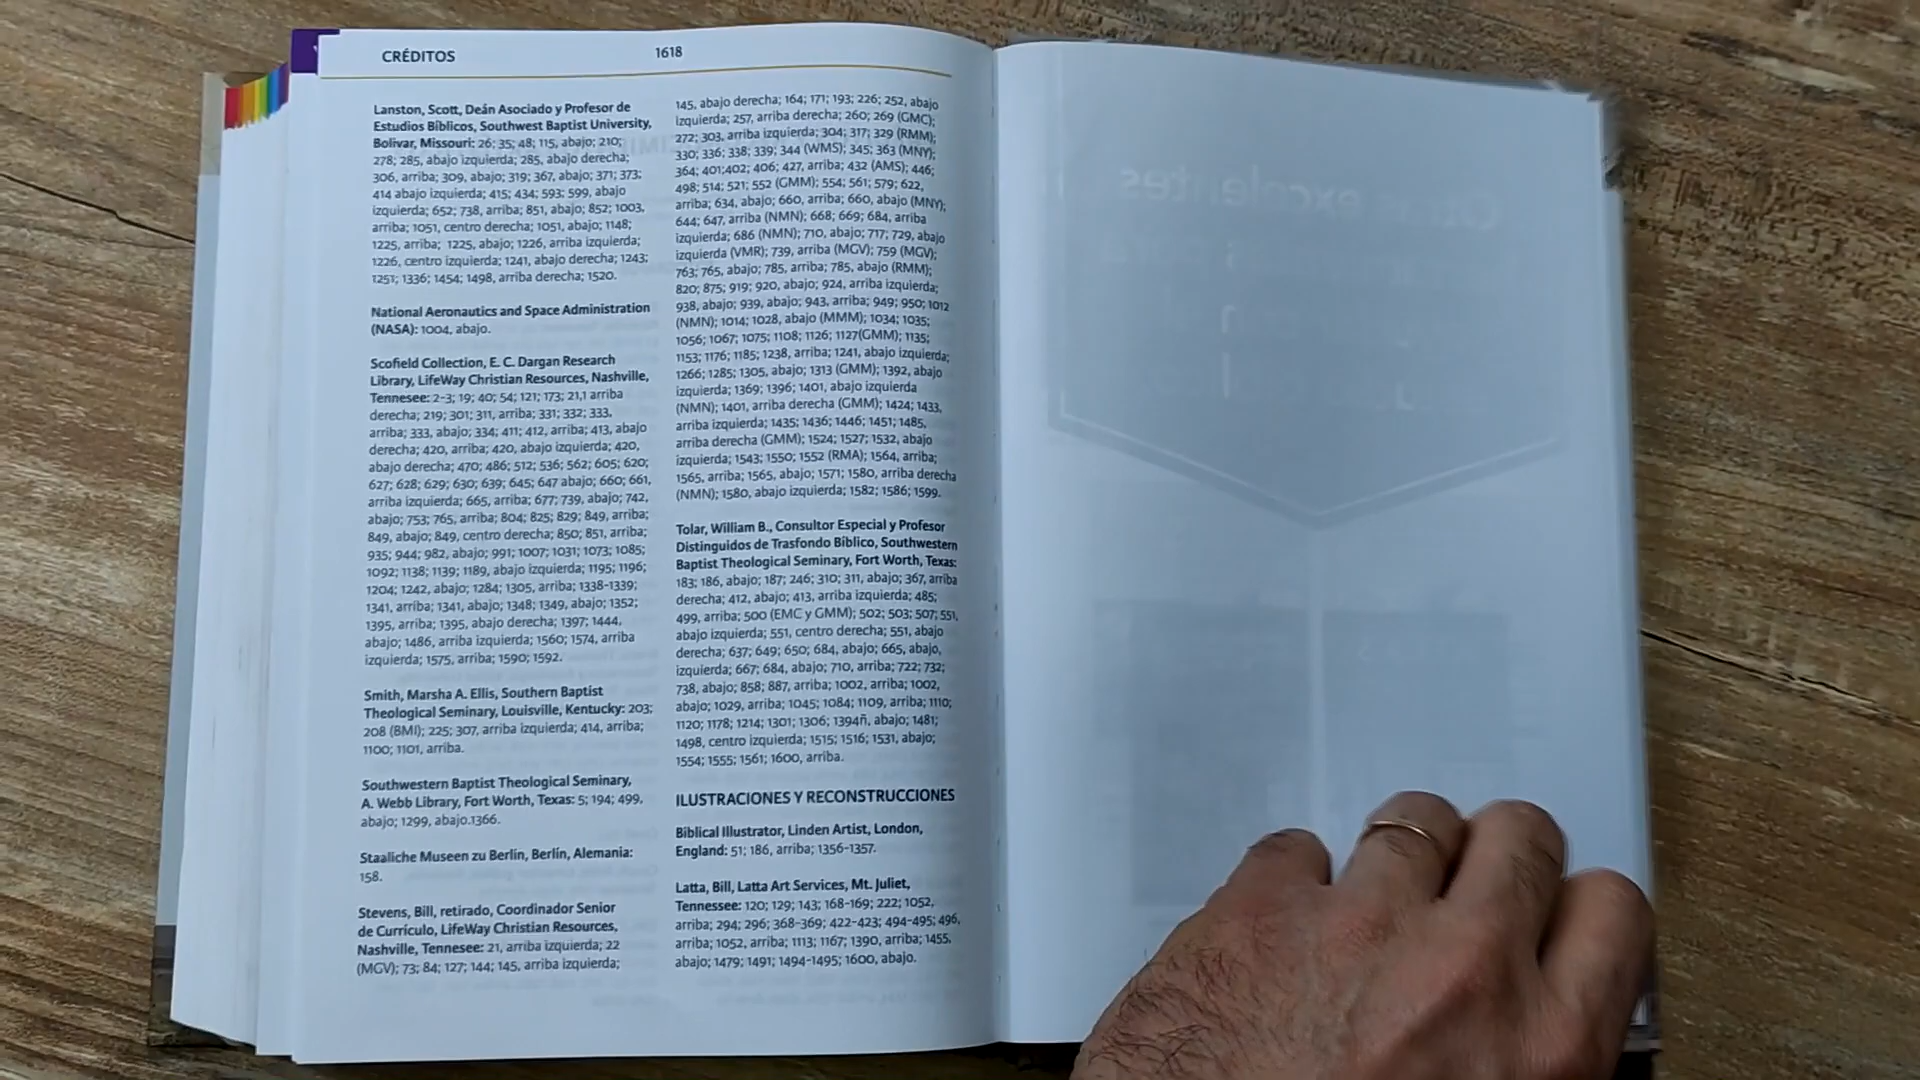 CRÉDITOS
1618
Lanston, Scott, Deán Asociado y Profesor de
Estudios Bíblicos, Southwest Baptist University,
Bolivar, Missouri: 26; 35; 48; 115, abajo; 210;
278; 285, abajo izquierda; 285, abajo derecha;
306, arriba; 309, abajo; 319; 367, abajo; 371; 373;
414 abajo izquierda; 415; 434; 593; 599, abajo
izquierda; 652; 738, arriba; 851, abajo; 852; 1003,
arriba; 1051, centro derecha; 1051, abajo; 1148;
1225, arriba; 1225, abajo; 1226, arriba izquierda;
1226, centro izquierda; 1241, abajo derecha; 1243;
1251; 1336; 1454; 1498, arriba derecha; 1520.
National Aeronautics and Space Administration
(NASA): 1004, abajo.
Scofield Collection, E. C. Dargan Research
Library, LifeWay Christian Resources, Nashville,
Tennesee: 2-3; 19; 40; 54; 121; 173; 21,1 arriba
derecha; 219; 301; 311, arriba; 331; 332; 333,
arriba; 333, abajo; 334; 411; 412, arriba; 413, abajo
derecha; 420, arriba; 420, abajo izquierda; 420,
abajo derecha; 470; 486; 512; 536; 562; 605; 620;
627; 628; 629; 630; 639; 645; 647 abajo; 660; 661,
arriba izquierda; 665, arriba; 677; 739, abajo; 742,
abajo; 753; 765, arriba; 804; 825; 829; 849, arriba;
849, abajo; 849, centro derecha; 850; 851, arriba;
935; 944; 982, abajo; 991; 1007; 1031; 1073; 1085;
1092; 1138; 1139; 1189, abajo izquierda; 1195; 1196;
1204; 1242, abajo; 1284; 1305, arriba; 1338-1339;
1341, arriba; 1341, abajo; 1348; 1349, abajo; 1352;
1395, arriba; 1395, abajo derecha; 1397; 1444,
abajo; 1486, arriba izquierda; 1560; 1574, arriba
izquierda; 1575, arriba; 1590; 1592.
Smith, Marsha A. Ellis, Southern Baptist
Theological Seminary, Louisville, Kentucky: 203;
208 (BMI); 225; 307, arriba izquierda; 414, arriba;
1100; 1101, arriba.
Southwestern Baptist Theological Seminary,
A. Webb Library, Fort Worth, Texas: 5; 194; 499,
abajo; 1299, abajo.1366.
Staaliche Museen zu Berlín, Berlín, Alemania:
158.
Stevens, Bill, retirado, Coordinador Senior
de Currículo, LifeWay Christian Resources,
Nashville, Tennesee: 21, arriba izquierda; 22
(MGV); 73; 84; 127; 144; 145, arriba izquierda;
145, abajo derecha; 164; 171; 193; 226; 252, abajo
izquierda; 257, arriba derecha; 260; 269 (GMC);
272; 303, arriba izquierda; 304; 317; 329 (RMM);
330; 336; 338; 339; 344 (WMS); 345; 363 (MNY);
364; 401;402; 406; 427, arriba; 432 (AMS); 446;
498; 514; 521; 552 (GMM); 554; 561; 579; 622,
arriba; 634, abajo; 660, arriba; 660, abajo (MNY);
644; 647, arriba (NMN); 668; 669; 684, arriba
izquierda; 686 (NMN); 710, abajo; 717; 729, abajo
izquierda (VMR); 739, arriba (MGV); 759 (MGV);
763; 765, abajo; 785, arriba; 785, abajo (RMM);
820; 875; 919; 920, abajo; 924, arriba izquierda;
938, abajo; 939, abajo; 943, arriba; 949; 950; 1012
(NMN); 1014; 1028, abajo (MMM); 1034; 1035;
1056; 1067; 1075; 1108; 1126; 1127(GMM); 1135;
1153; 1176; 1185; 1238, arriba; 1241, abajo izquierda;
1266; 1285; 1305, abajo; 1313 (GMM); 1392, abajo
izquierda; 1369; 1396; 1401, abajo izquierda
(NMN); 1401, arriba derecha (GMM); 1424; 1433,
arriba izquierda; 1435; 1436; 1446; 1451; 1485,
arriba derecha (GMM); 1524; 1527; 1532, abajo
izquierda; 1543; 1550; 1552 (RMA); 1564, arriba;
1565, arriba; 1565, abajo; 1571; 1580, arriba derecha
(NMN); 1580, abajo izquierda; 1582; 1586; 1599.
Tolar, William B., Consultor Especial y Profesor
Distinguidos de Trasfondo Bíblico, Southwestern
Baptist Theological Seminary, Fort Worth, Texas:
183; 186, abajo; 187; 246; 310; 311, abajo; 367, arriba
derecha; 412, abajo; 413, arriba izquierda; 485;
499, arriba; 500 (EMC y GMM); 502; 503; 507; 551,
abajo izquierda; 551, centro derecha; 551, abajo
derecha; 637; 649; 650; 684, abajo; 665, abajo,
izquierda; 667; 684, abajo; 710, arriba; 722; 732;
738, abajo; 858; 887, arriba; 1002, arriba; 1002,
abajo; 1029, arriba; 1045; 1084; 1109, arriba; 1110;
1120; 1178; 1214; 1301; 1306; 1394ñ, abajo; 1481;
1498, centro izquierda; 1515; 1516; 1531, abajo;
1554; 1555; 1561; 1600, arriba.
ILUSTRACIONES Y RECONSTRUCCIONES
Biblical Illustrator, Linden Artist, London,
England: 51; 186, arriba; 1356-1357.
Latta, Bill, Latta Art Services, Mt. Juliet,
Tennessee: 120; 129; 143; 168-169; 222; 1052,
arriba; 294; 296; 368-369; 422-423; 494-495; 496,
arriba; 1052, arriba; 1113; 1167; 1390, arriba; 1455,
abajo; 1479; 1491; 1494-1495; 1600, abajo.